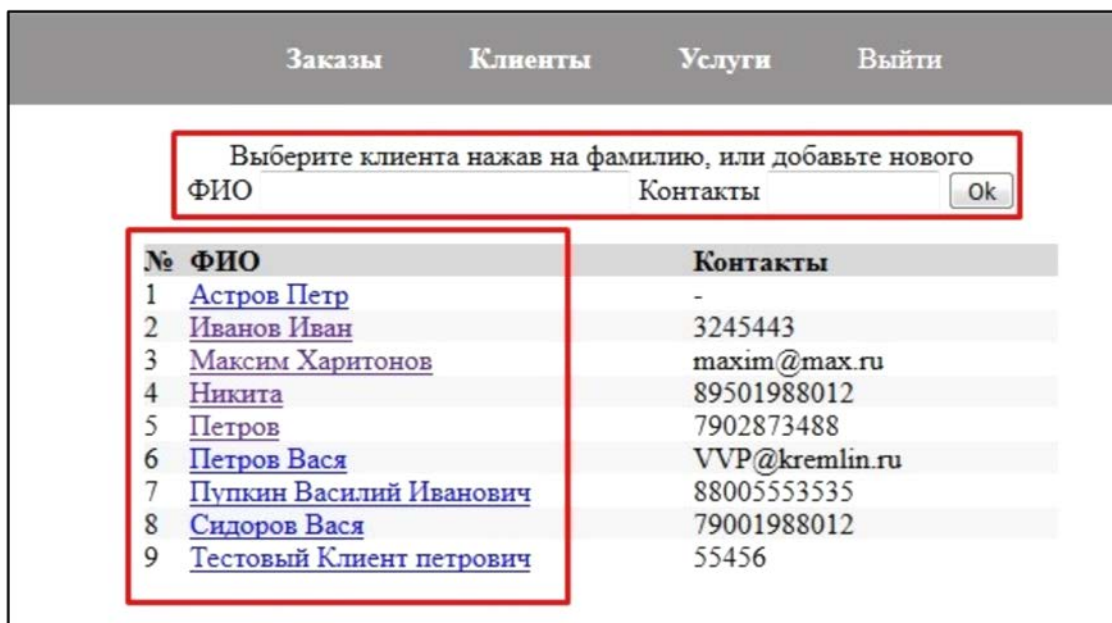 Заказы Клиенты Услуги Выйти
Выберите клиента нажав на фамилию, или добавьте нового
ФИО Контакты Ok
№ ФИО Контакты
1 Астров Петр -
2 Иванов Иван 3245443
3 Максим Харитонов maxim@max.ru
4 Никита 89501988012
5 Петров 7902873488
6 Петров Вася VVP@kremlin.ru
7 Пупкин Василий Иванович 88005553535
8 Сидоров Вася 79001988012
9 Тестовый Клиент петрович 55456